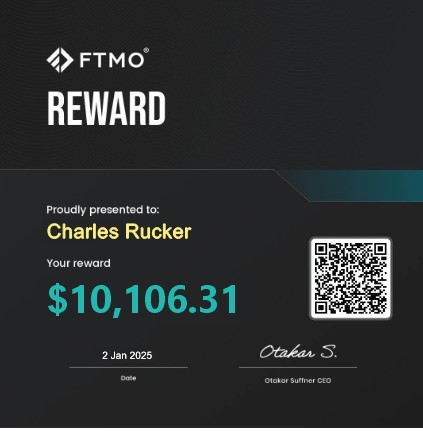 FTMO®
REWARD
Proudly presented to:
Charles Rucker
Your reward
$10,106.31
2 Jan 2025
Date
Otakar S.
Otakar Suffner CEO